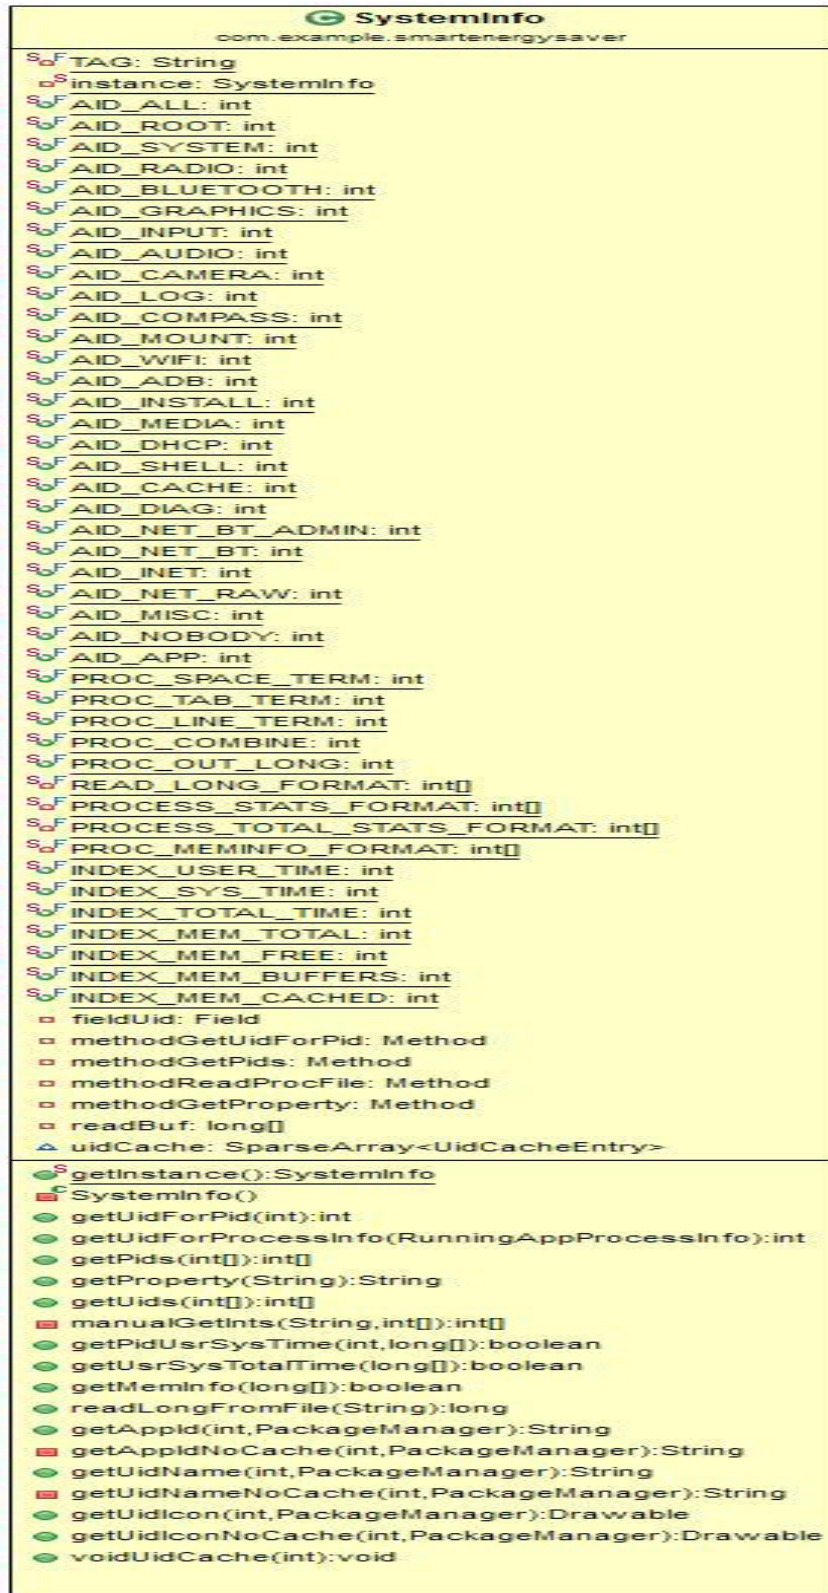 SystemInfo
com.example.smartenergysaver
TAG: String
instance: SystemInfo
AID_ALL: int
AID_ROOT: int
AID_SYSTEM: int
AID_RADIO: int
AID_BLUETOOTH: int
AID_GRAPHICS: int
AID_INPUT: int
AID_AUDIO: int
AID_CAMERA: int
AID_LOG: int
AID_COMPASS: int
AID_MOUNT: int
AID_WIFI: int
AID_ADB: int
AID_INSTALL: int
AID_MEDIA: int
AID_DHCP: int
AID_SHELL: int
AID_CACHE: int
AID_DIAG: int
AID_NET_BT_ADMIN: int
AID_NET_BT: int
AID_INET: int
AID_NET_RAW: int
AID_MISC: int
AID_NOBODY: int
AID_APP: int
PROC_SPACE_TERM: int
PROC_TAB_TERM: int
PROC_LINE_TERM: int
PROC_COMBINE: int
PROC_OUT_LONG: int
READ_LONG_FORMAT: int[]
PROCESS_STATS_FORMAT: int[]
PROCESS_TOTAL_STATS_FORMAT: int[]
PROC_MEMINFO_FORMAT: int[]
INDEX_USER_TIME: int
INDEX_SYS_TIME: int
INDEX_TOTAL_TIME: int
INDEX_MEM_TOTAL: int
INDEX_MEM_FREE: int
INDEX_MEM_BUFFERS: int
INDEX_MEM_CACHED: int
fieldUid: Field
methodGetUidForPid: Method
methodGetPids: Method
methodReadProcFile: Method
methodGetProperty: Method
readBuf: long[]
uidCache: SparseArray<UidCacheEntry>
getInstance():SystemInfo
SystemInfo()
getUidForPid(int):int
getUidForProcessInfo(RunningAppProcessInfo):int
getPids(int[]):int[]
getProperty(String):String
getUids(int[]):int[]
manualGetInts(String,int[]):int[]
getPidUsrSysTime(int,long[]):boolean
getUsrSysTotalTime(long[]):boolean
getMemInfo(long[]):boolean
readLongFromFile(String):long
getAppId(int,PackageManager):String
getAppIdNoCache(int,PackageManager):String
getUidName(int,PackageManager):String
getUidNameNoCache(int,PackageManager):String
getUidIcon(int,PackageManager):Drawable
getUidIconNoCache(int,PackageManager):Drawable
voidUidCache(int):void